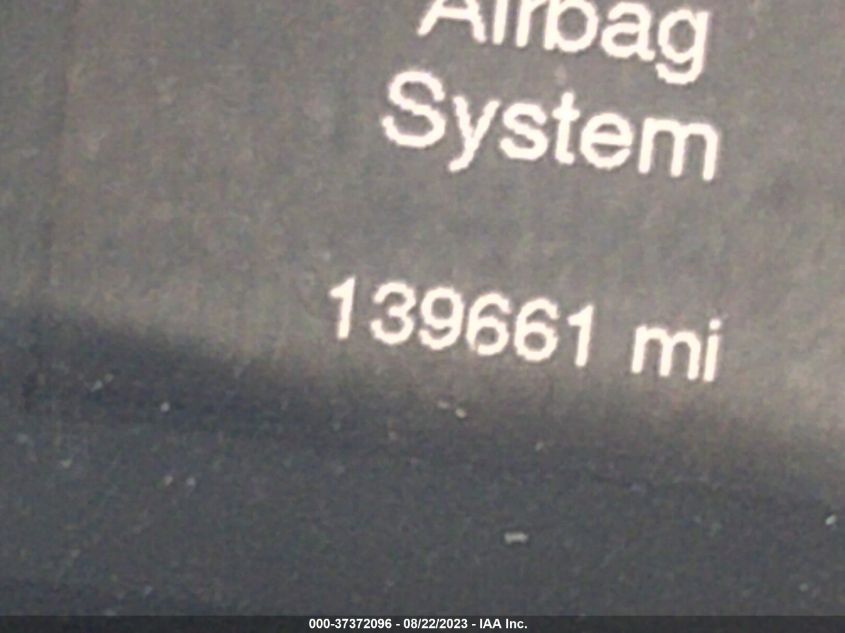 Airbag
System
139661 mi
000-37372096 - 08/22/2023 - IAA Inc.